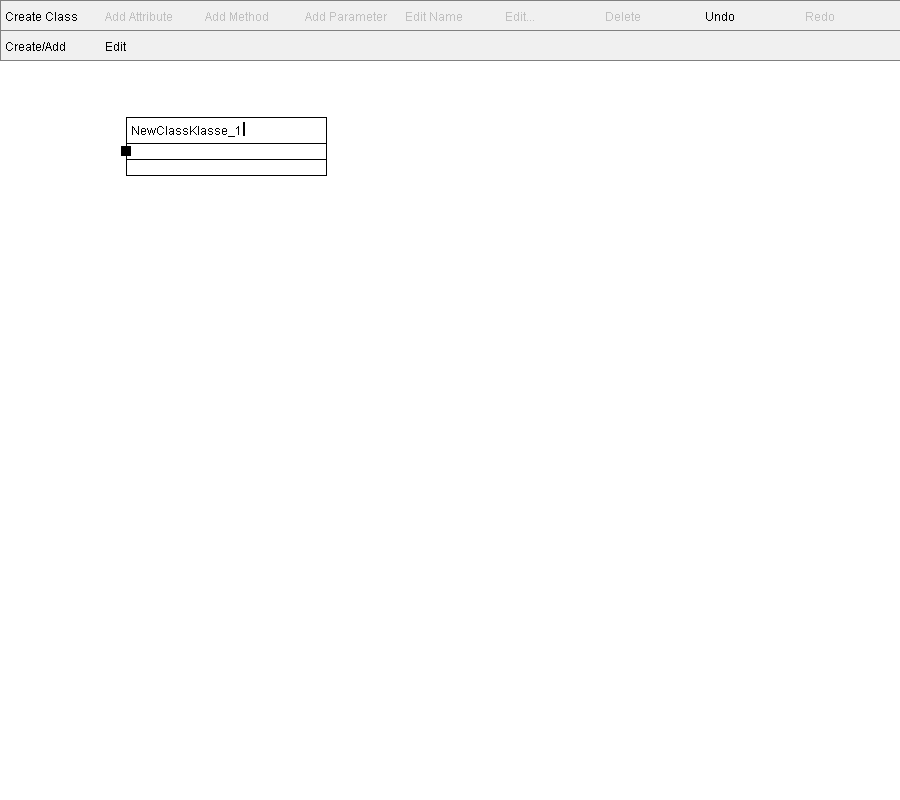 Create Class Add Attribute Add Method Add Parameter Edit Name Edit... Delete Undo Redo
Create/Add Edit
NewClassKlasse_1